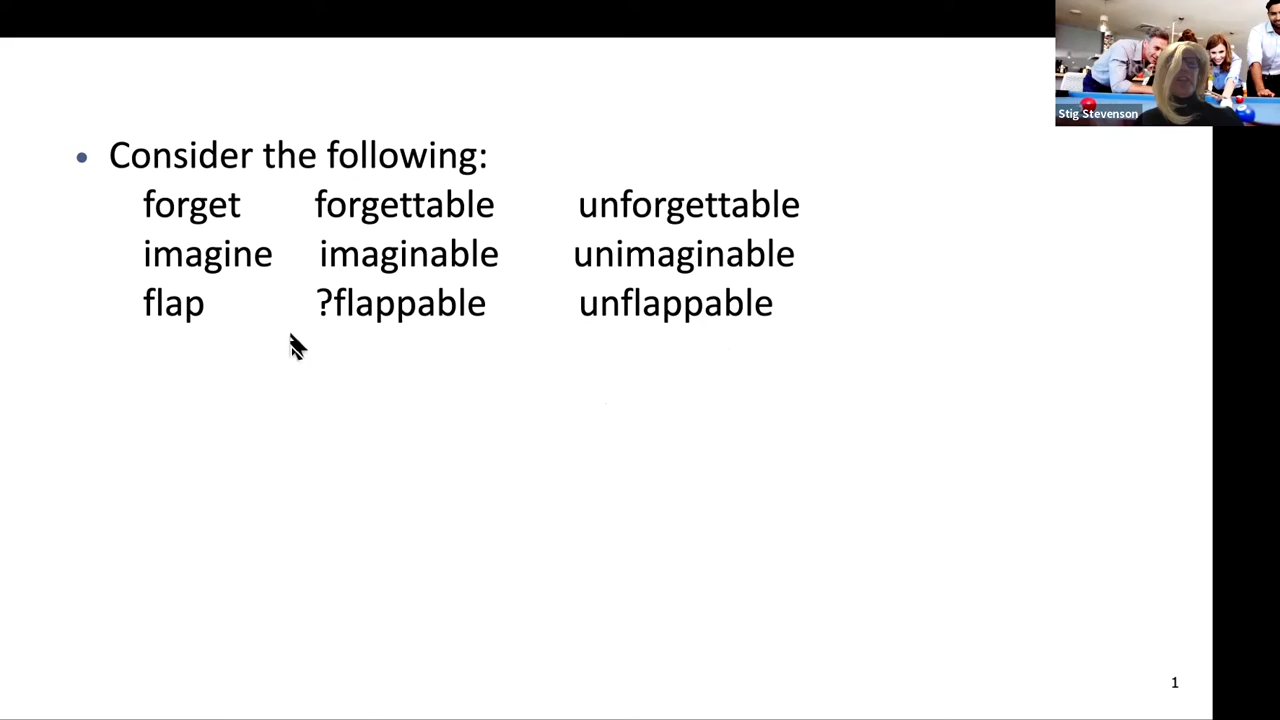 Stig Stevenson
• Consider the following:
forget forgettable unforgettable
imagine imaginable unimaginable
flap ?flappable unflappable
1